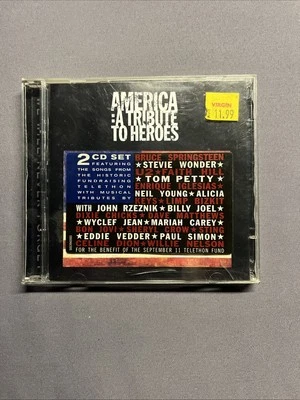 AMERICA
: A TRIBUTE
TO HEROES
VIRGIN
11.99
2 CD SET
FEATURING
THE SONGS FROM
THE HISTORIC
FUNDRAISING
TELETHON
WITH MUSICAL
TRIBUTES BY
BRUCE SPRINGSTEEN
★ STEVIE WONDER ★
U2 ★ FAITH HILL
★ TOM PETTY ★
ENRIQUE IGLESIAS ★
NEIL YOUNG ★ ALICIA
KEYS ★ LIMP BIZKIT
WITH JOHN RZEZNIK ★ BILLY JOEL ★
DIXIE CHICKS ★ DAVE MATTHEWS
★ WYCLEF JEAN ★ MARIAH CAREY ★
BON JOVI ★ SHERYL CROW ★ STING
★ EDDIE VEDDER ★ PAUL SIMON ★
CELINE DION ★ WILLIE NELSON
FOR THE BENEFIT OF THE SEPTEMBER 11 TELETHON FUND